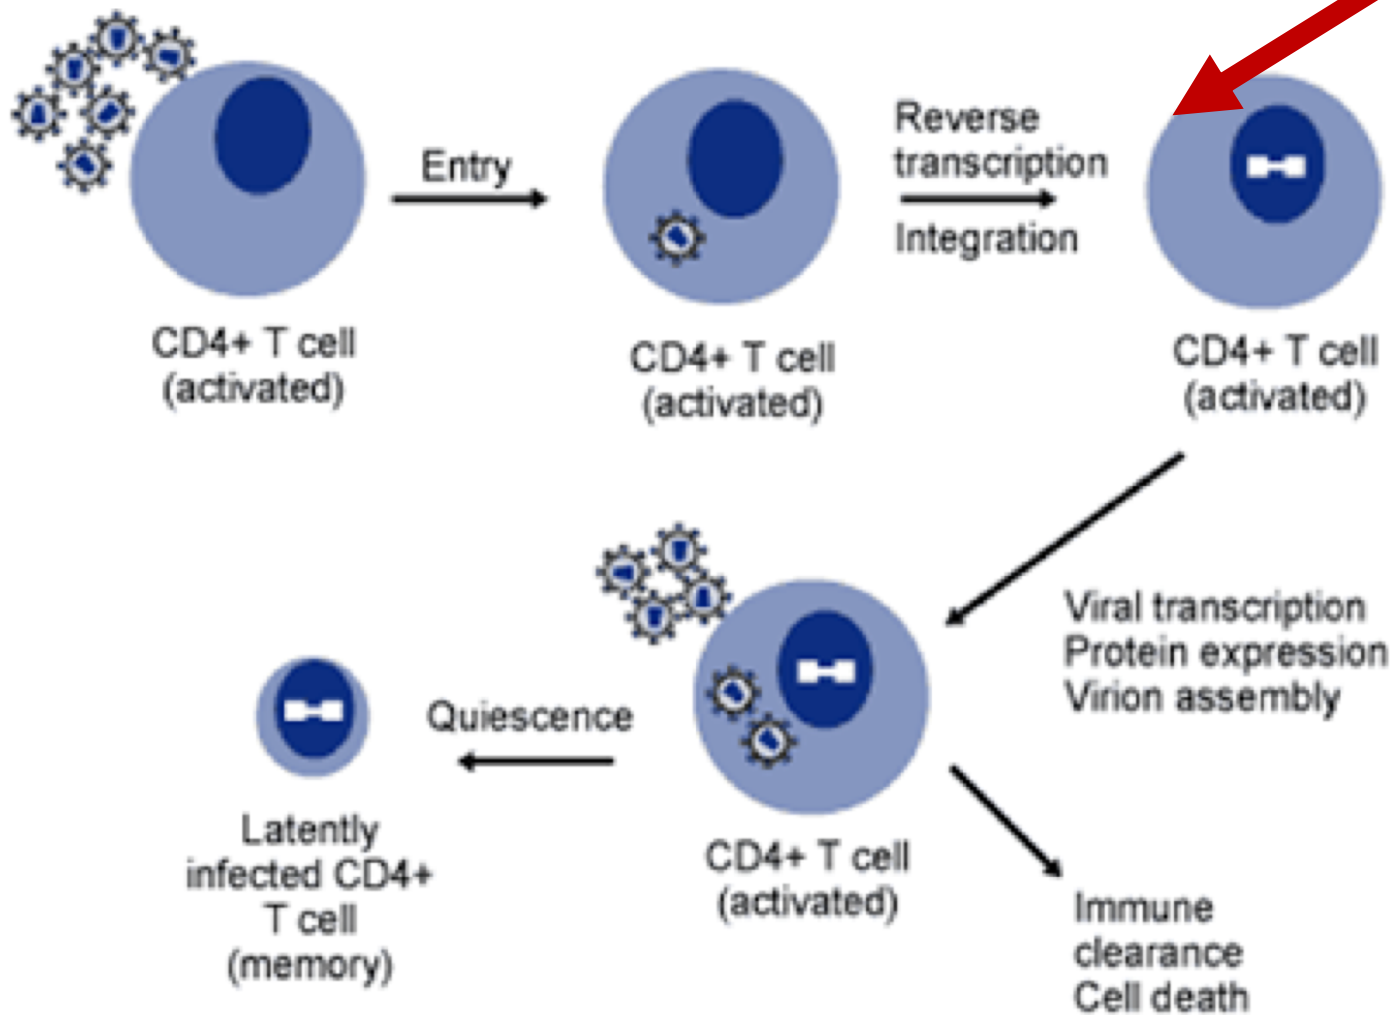 Entry
Reverse
transcription
Integration
CD4+ T cell
(activated)
CD4+ T cell
(activated)
CD4+ T cell
(activated)
Viral transcription
Protein expression
Virion assembly
Quiescence
Latently
infected CD4+
T cell
(memory)
CD4+ T cell
(activated)
Immune
clearance
Cell death